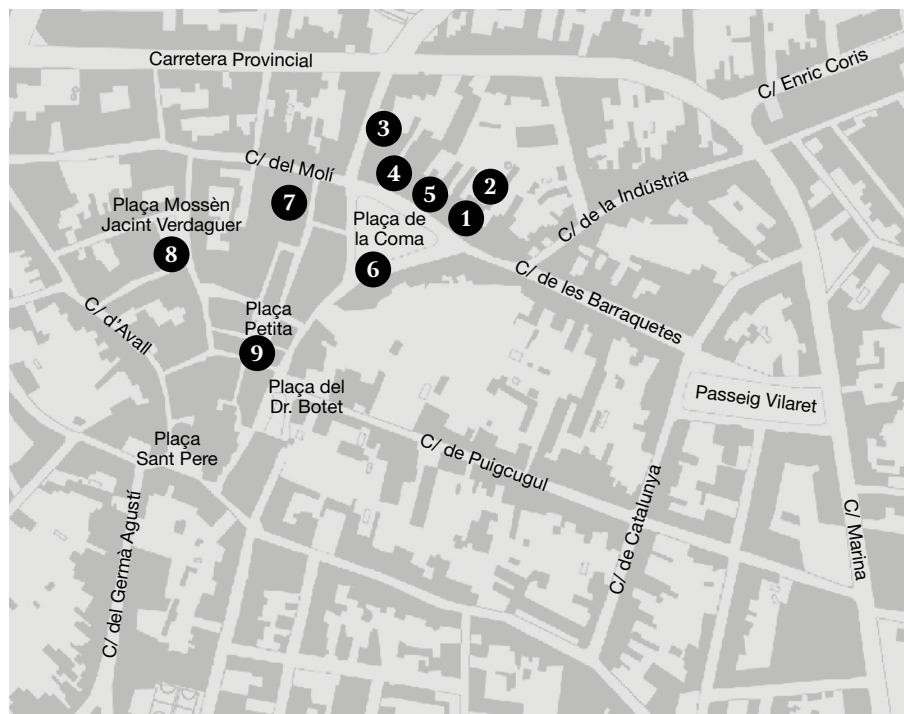 Carretera Provincial
C/ Enric Coris
3
C/ del Molí
4
5
2
C/ de la Indústria
7
1
Plaça Mossèn
Jacint Verdaguer
Plaça de
la Coma
8
6
C/ de les Barraquetes
C/ d'Avall
Plaça
Petita
9
Plaça del
Dr. Botet
Passeig Vilaret
Plaça
Sant Pere
C/ de Puigcugul
C/ del Germà Agustí
C/ de Catalunya
C/ Marina